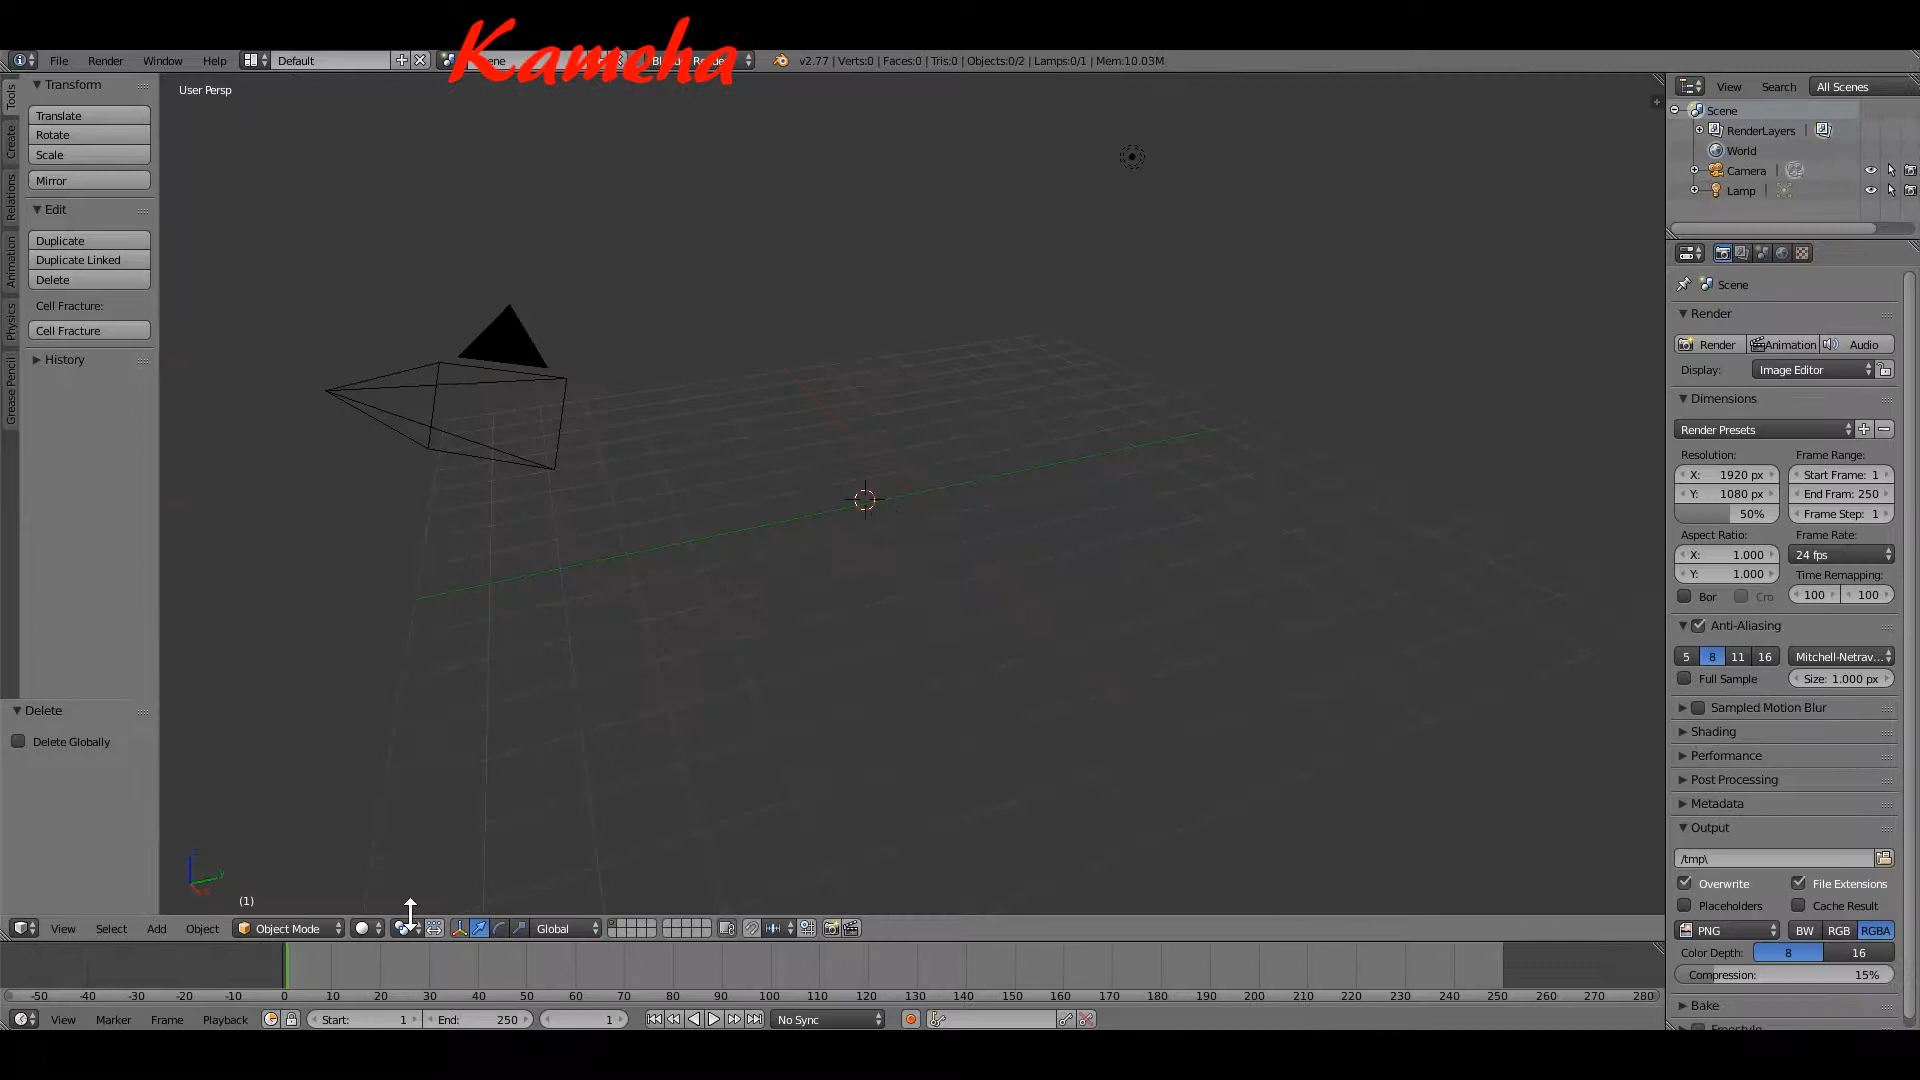 Kameha
File Render Window Help Default v2.77 | Verts:0 | Faces:0 | Tris:0 | Objects:0/2 | Lamps:0/1 | Mem:10.03M
User Persp
Tools
Create
Relations
Animation
Physics
Grease Pencil
Transform
Translate
Rotate
Scale
Mirror
Edit
Duplicate
Duplicate Linked
Delete
Cell Fracture:
Cell Fracture
History
Delete
Delete Globally
(1)
View Select Add Object Object Mode Global
-50 -40 -30 -20 -10 0 10 20 30 40 50 60 70 80 90 100 110 120 130 140 150 160 170 180 190 200 210 220 230 240 250 260 270 280
View Marker Frame Playback Start: 1 End: 250 1 No Sync
View Search All Scenes
Scene
RenderLayers
World
Camera
Lamp
Scene
Render
Render Animation Audio
Display: Image Editor
Dimensions
Render Presets
Resolution: Frame Range:
X: 1920 px Start Frame: 1
Y: 1080 px End Fram: 250
50% Frame Step: 1
Aspect Ratio: Frame Rate:
X: 1.000 24 fps
Y: 1.000 Time Remapping:
Bor Cro 100 100
Anti-Aliasing
5 8 11 16 Mitchell-Netrav...
Full Sample Size: 1.000 px
Sampled Motion Blur
Shading
Performance
Post Processing
Metadata
Output
/tmp\
Overwrite File Extensions
Placeholders Cache Result
PNG BW RGB RGBA
Color Depth: 8 16
Compression: 15%
Bake